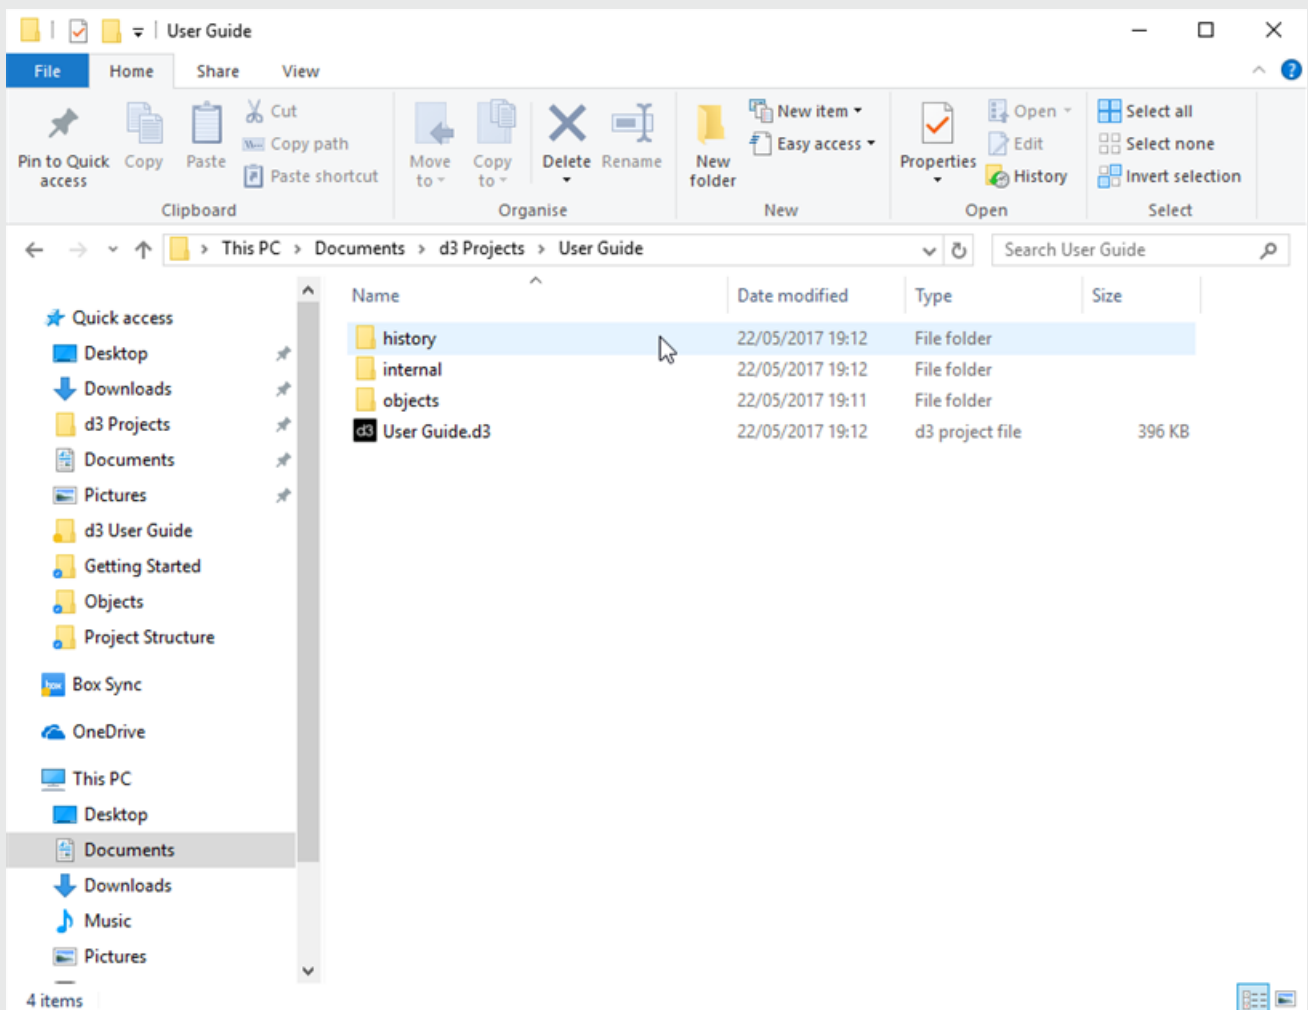 User Guide
File Home Share View
Pin to Quick access
Copy
Paste
Cut
Copy path
Paste shortcut
Clipboard
Move to
Copy to
Delete
Rename
Organise
New folder
New item
Easy access
New
Properties
Open
Edit
History
Open
Select all
Select none
Invert selection
Select
This PC > Documents > d3 Projects > User Guide
Search User Guide
Quick access
Desktop
Downloads
d3 Projects
Documents
Pictures
d3 User Guide
Getting Started
Objects
Project Structure
Box Sync
OneDrive
This PC
Desktop
Documents
Downloads
Music
Pictures
Name Date modified Type Size
history 22/05/2017 19:12 File folder
internal 22/05/2017 19:12 File folder
objects 22/05/2017 19:11 File folder
d3 User Guide.d3 22/05/2017 19:12 d3 project file 396 KB
4 items